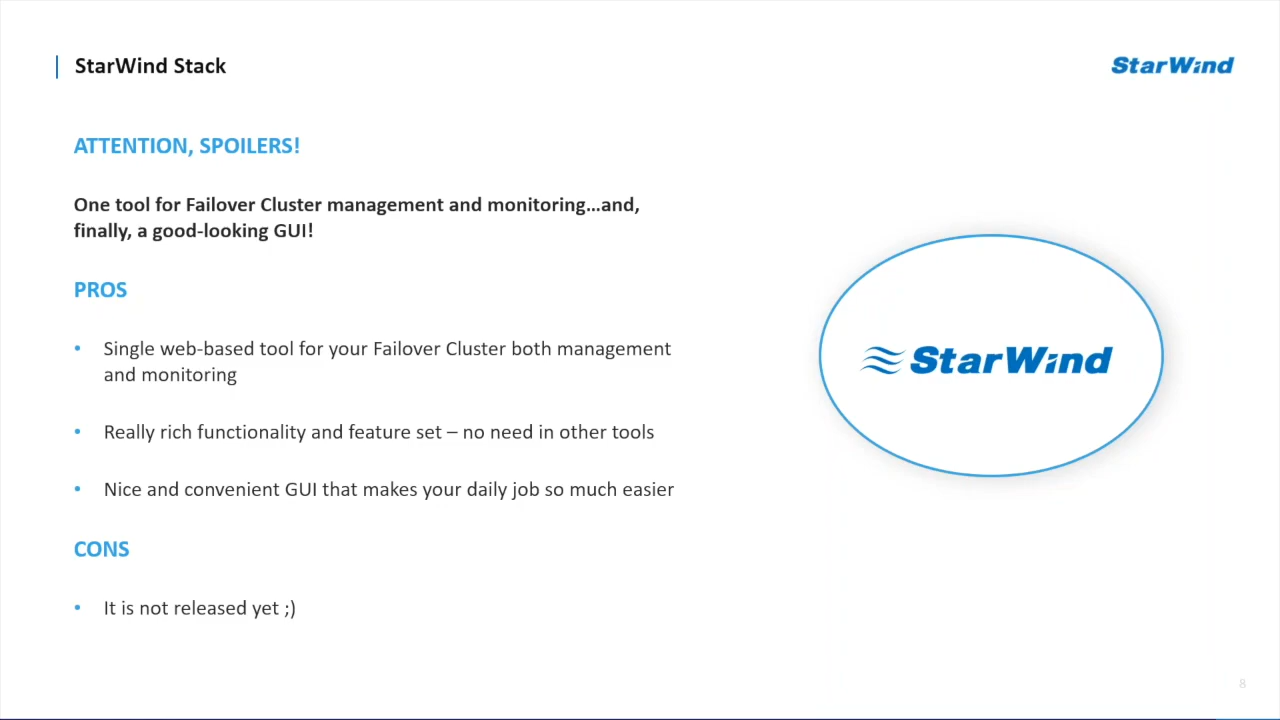 StarWind Stack
StarWind
ATTENTION, SPOILERS!
One tool for Failover Cluster management and monitoring…and,
finally, a good-looking GUI!
PROS
• Single web-based tool for your Failover Cluster both management
and monitoring
• Really rich functionality and feature set – no need in other tools
• Nice and convenient GUI that makes your daily job so much easier
StarWind
CONS
• It is not released yet ;)
8